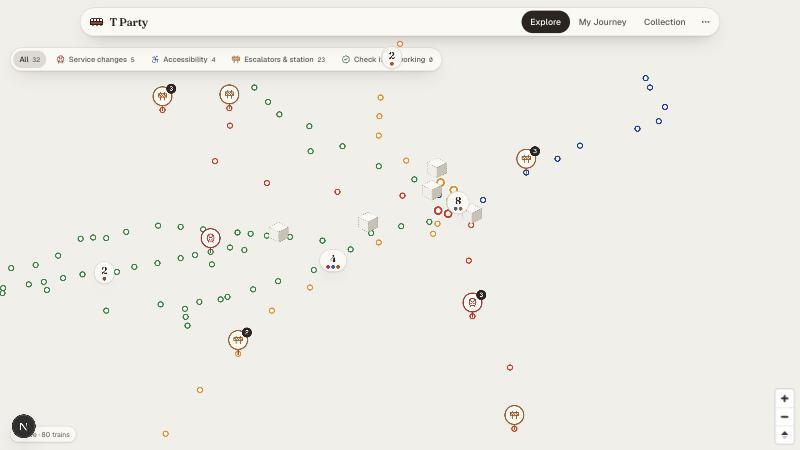 T Party
Explore
My Journey
Collection
2
All 32
Service changes 5
Accessibility 4
Escalators & station 23
Check orking 0
3
3
8
2
4
3
2
N
· 80 trains